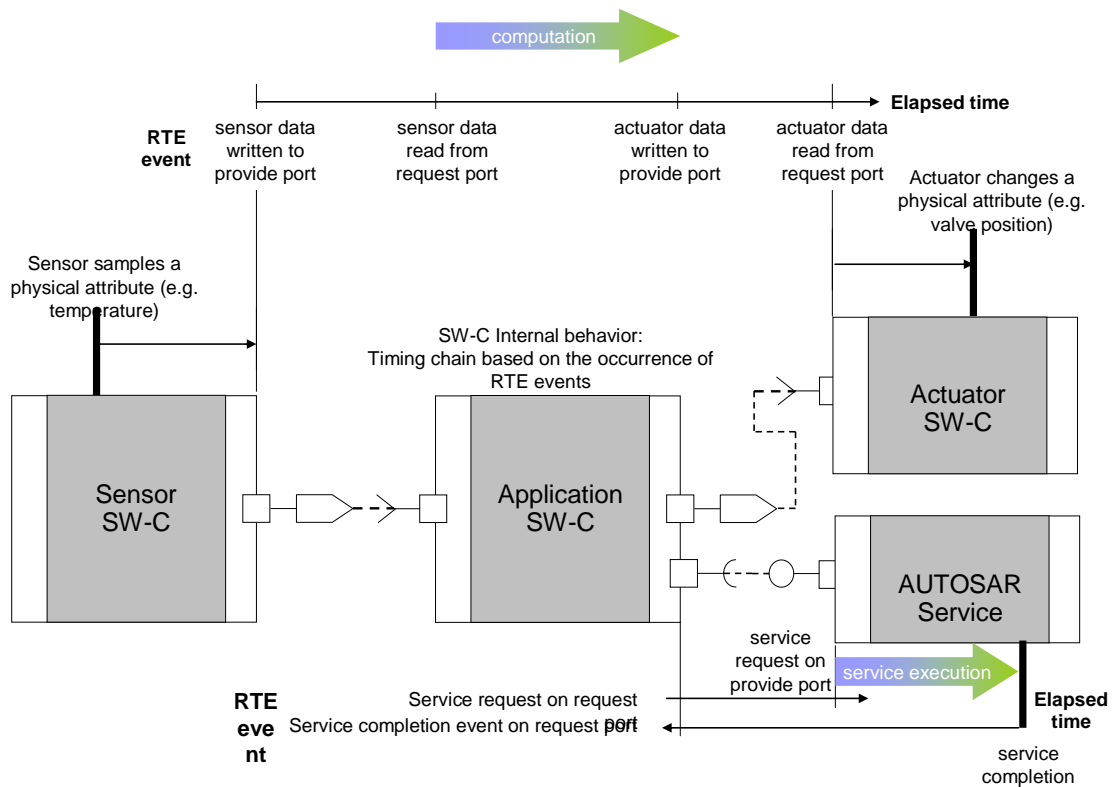 computation
Elapsed time
RTE
event
sensor data
written to
provide port
sensor data
read from
request port
actuator data
written to
provide port
actuator data
read from
request port
Actuator changes a
physical attribute (e.g.
valve position)
Sensor samples a
physical attribute (e.g.
temperature)
SW-C Internal behavior:
Timing chain based on the occurrence of
RTE events
Sensor
SW-C
Application
SW-C
Actuator
SW-C
AUTOSAR
Service
service
request on
provide port
service execution
RTE
eve
nt
Service request on request
port
Service completion event on request port
Elapsed
time
service
completion